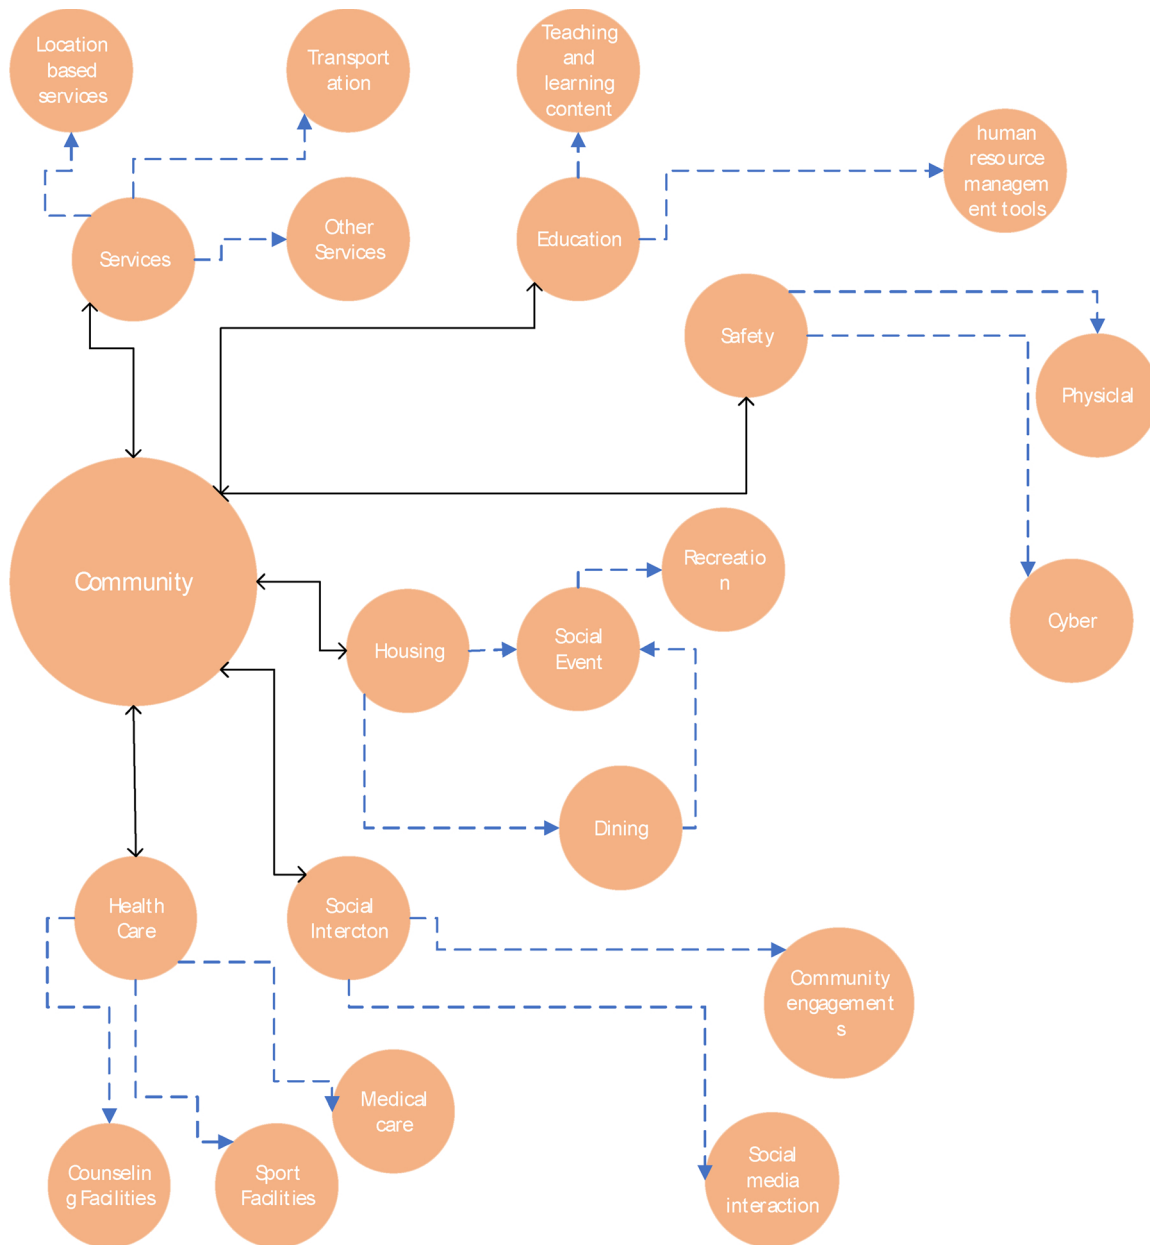 Location
based
services
Transport
ation
Teaching
and
learning
content
human
resource
managem
ent tools
Services
Other
Services
Education
Safety
Physiclal
Community
Recreatio
n
Housing
Social
Event
Cyber
Dining
Health
Care
Social
Intercton
Community
engagement
s
Medical
care
Counselin
g Facilities
Sport
Facilities
Social
media
interaction